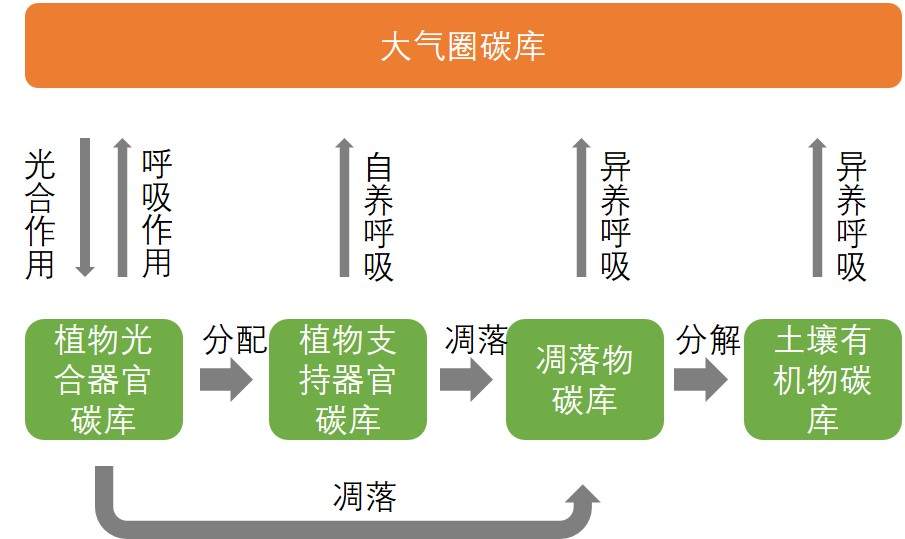 大气圈碳库
光合作用
呼吸作用
自养呼吸
异养呼吸
异养呼吸
植物光
合器官
碳库
分配
植物支
持器官
碳库
凋落
凋落物
碳库
分解
土壤有
机物碳
库
凋落